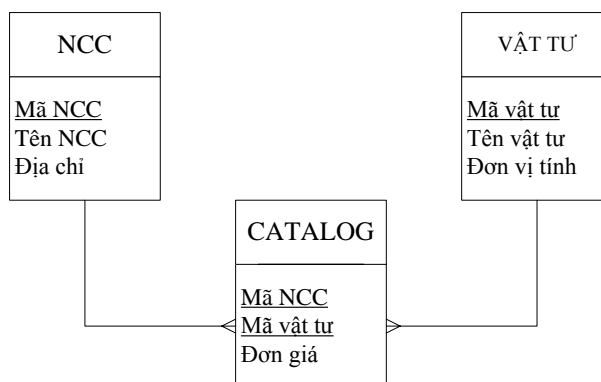 NCC
Mã NCC
Tên NCC
Địa chỉ
VẬT TƯ
Mã vật tư
Tên vật tư
Đơn vị tính
CATALOG
Mã NCC
Mã vật tư
Đơn giá